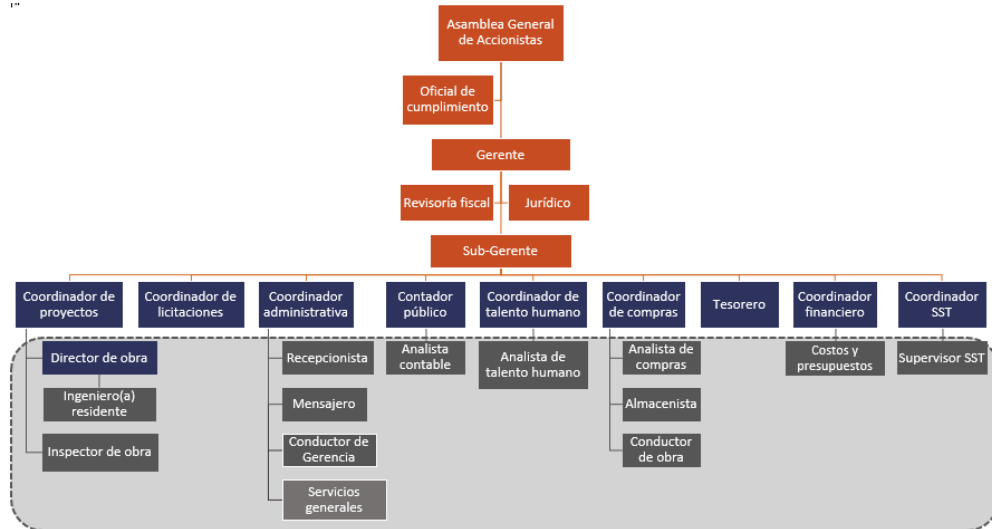 Asamblea General
de Accionistas
Oficial de
cumplimiento
Gerente
Revisoría fiscal
Jurídico
Sub-Gerente
Coordinador de
proyectos
Coordinador de
licitaciones
Coordinador
administrativa
Contador
público
Coordinador de
talento humano
Coordinador
de compras
Tesorero
Coordinador
financiero
Coordinador
SST
Director de obra
Ingeniero(a)
residente
Inspector de obra
Recepcionista
Mensajero
Conductor de
Gerencia
Servicios
generales
Analista
contable
Analista de
talento humano
Analista de
compras
Almacenista
Conductor
de obra
Costos y
presupuestos
Supervisor SST